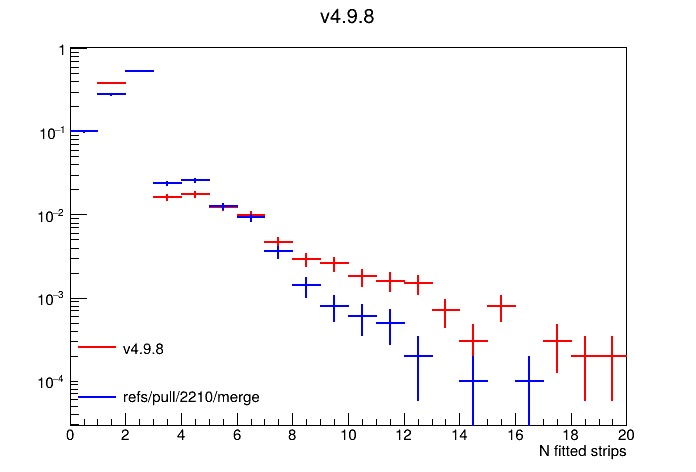 v4.9.8
1
10⁻¹
10⁻²
10⁻³
10⁻⁴
v4.9.8
refs/pull/2210/merge
0 2 4 6 8 10 12 14 16 18 20
N fitted strips